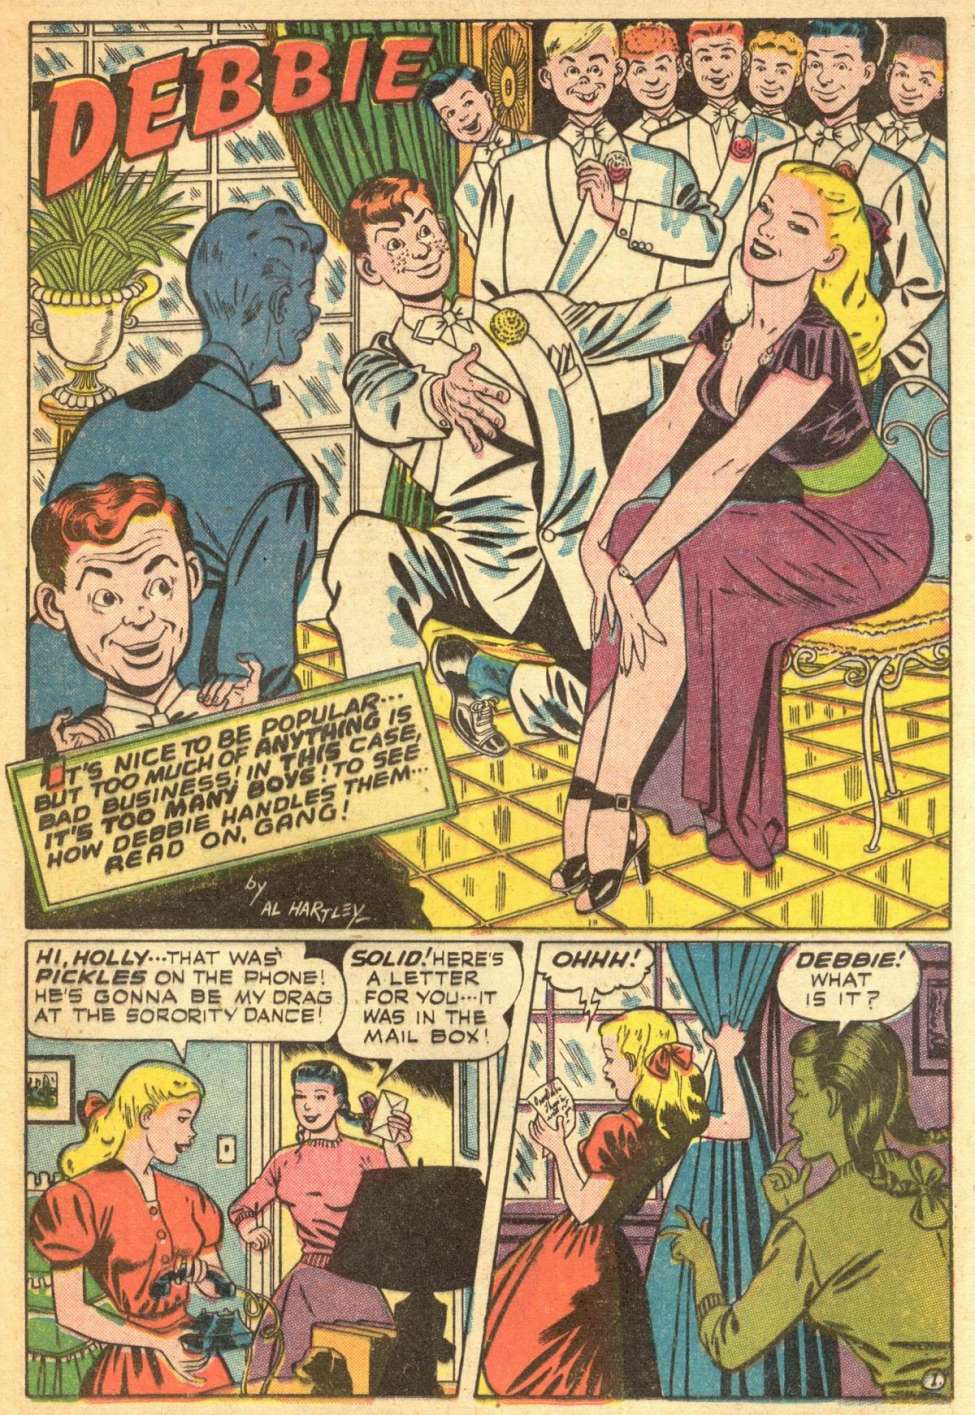 DEBBIE
IT'S NICE TO BE POPULAR...
BUT TOO MUCH OF ANYTHING IS
BAD BUSINESS! IN THIS CASE,
IT'S TOO MANY BOYS! TO SEE
HOW DEBBIE HANDLES THEM...
READ ON, GANG!
by
AL HARTLEY
HI, HOLLY...THAT WAS
PICKLES ON THE PHONE!
HE'S GONNA BE MY DRAG
AT THE SORORITY DANCE!
SOLID! HERE'S
A LETTER
FOR YOU...IT
WAS IN THE
MAIL BOX!
OHHH!
DEBBIE!
WHAT
IS IT?
1.